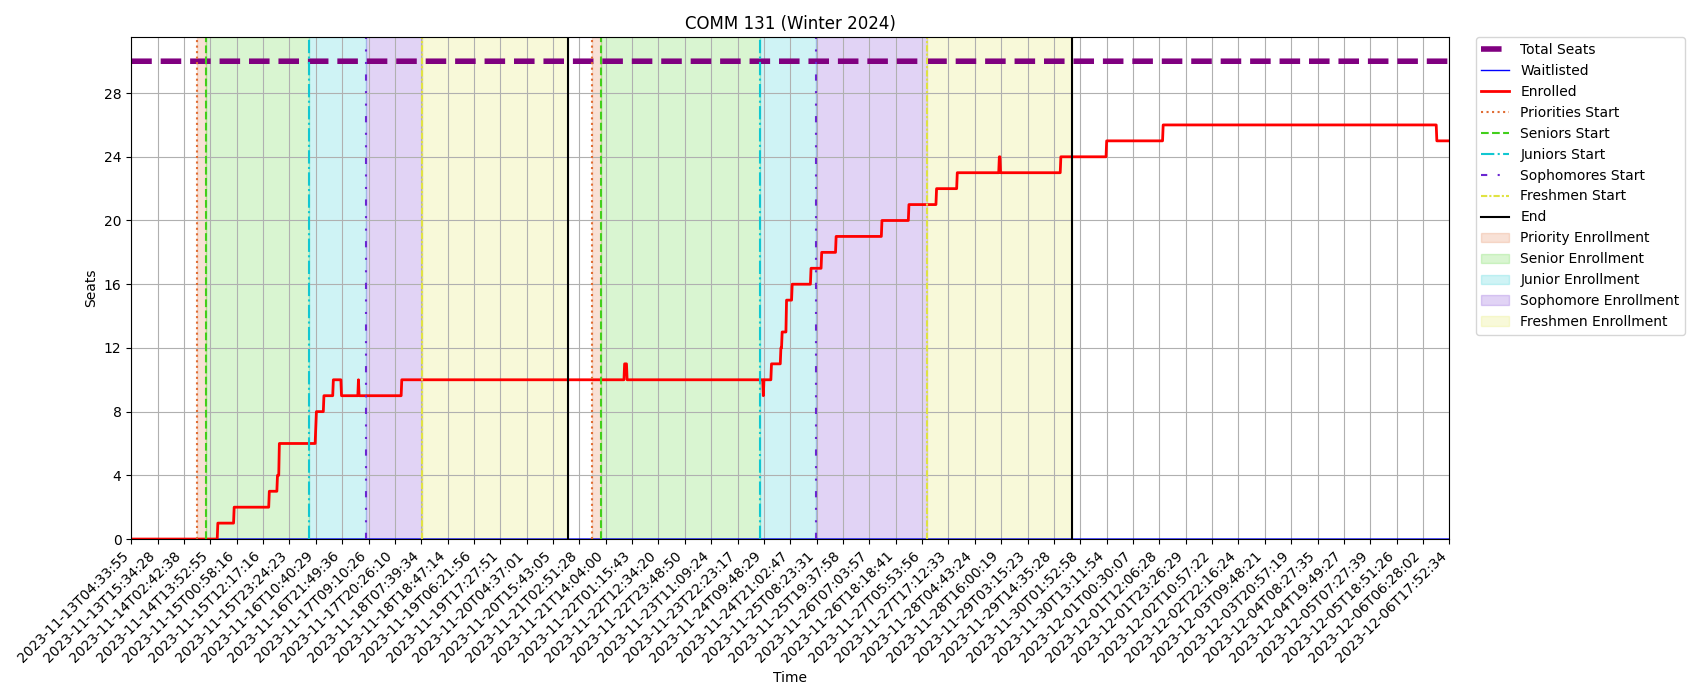 COMM 131 (Winter 2024)
Seats
28
24
20
16
12
8
4
0
2023-11-13T04:33:55
2023-11-13T15:34:28
2023-11-14T02:42:38
2023-11-14T13:52:55
2023-11-15T00:58:16
2023-11-15T12:17:16
2023-11-15T23:24:23
2023-11-16T10:40:29
2023-11-16T21:49:36
2023-11-17T09:10:26
2023-11-17T20:26:10
2023-11-18T07:39:34
2023-11-18T18:47:14
2023-11-19T06:21:56
2023-11-19T17:27:51
2023-11-20T04:37:01
2023-11-20T15:43:05
2023-11-21T02:51:28
2023-11-21T14:04:00
2023-11-22T01:15:43
2023-11-22T12:34:20
2023-11-22T23:48:50
2023-11-23T11:09:24
2023-11-23T22:23:17
2023-11-24T09:48:29
2023-11-24T21:02:47
2023-11-25T08:23:31
2023-11-25T19:37:58
2023-11-26T07:03:57
2023-11-26T18:18:41
2023-11-27T05:53:56
2023-11-27T17:12:33
2023-11-28T04:43:24
2023-11-28T16:00:19
2023-11-29T03:15:23
2023-11-29T14:35:28
2023-11-30T01:52:58
2023-11-30T13:11:54
2023-12-01T00:30:07
2023-12-01T12:06:28
2023-12-01T23:26:29
2023-12-02T10:57:22
2023-12-02T22:16:24
2023-12-03T09:48:21
2023-12-03T20:57:19
2023-12-04T08:27:35
2023-12-04T19:49:27
2023-12-05T07:27:39
2023-12-05T18:51:26
2023-12-06T06:28:02
2023-12-06T17:52:34
Time
Total Seats
Waitlisted
Enrolled
Priorities Start
Seniors Start
Juniors Start
Sophomores Start
Freshmen Start
End
Priority Enrollment
Senior Enrollment
Junior Enrollment
Sophomore Enrollment
Freshmen Enrollment